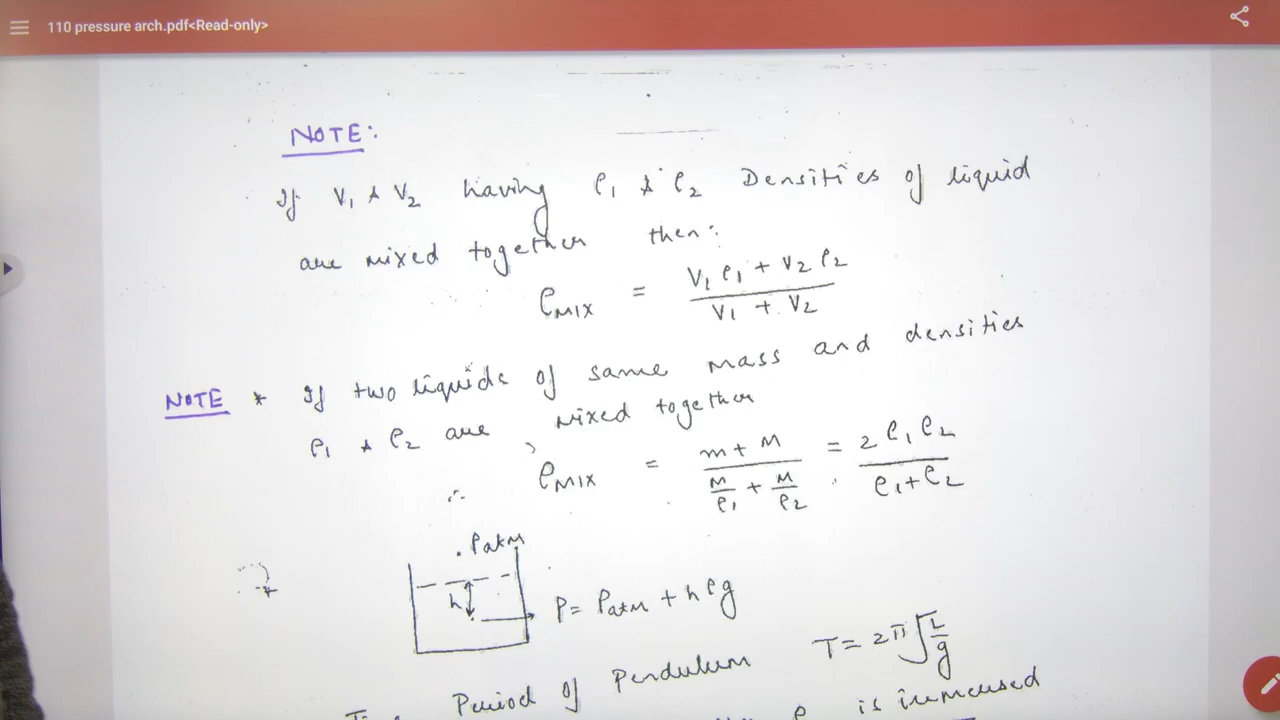 110 pressure arch.pdf<Read-only>
NOTE:
If V₁ & V₂ having ρ₁ & ρ₂ Densities of liquid
are mixed together then:
ρMIX = (V₁ρ₁ + V₂ρ₂)/(V₁ + V₂)
NOTE * If two liquids of same mass and densities
ρ₁ & ρ₂ are, mixed together
∴ ρMIX = (m + M)/(M/ρ₁ + M/ρ₂) = 2ρ₁ρ₂/(ρ₁+ρ₂)
.Patm
h P = Patm + hρg
Period of Pendulum T = 2π√(L/g)
ρ is increased